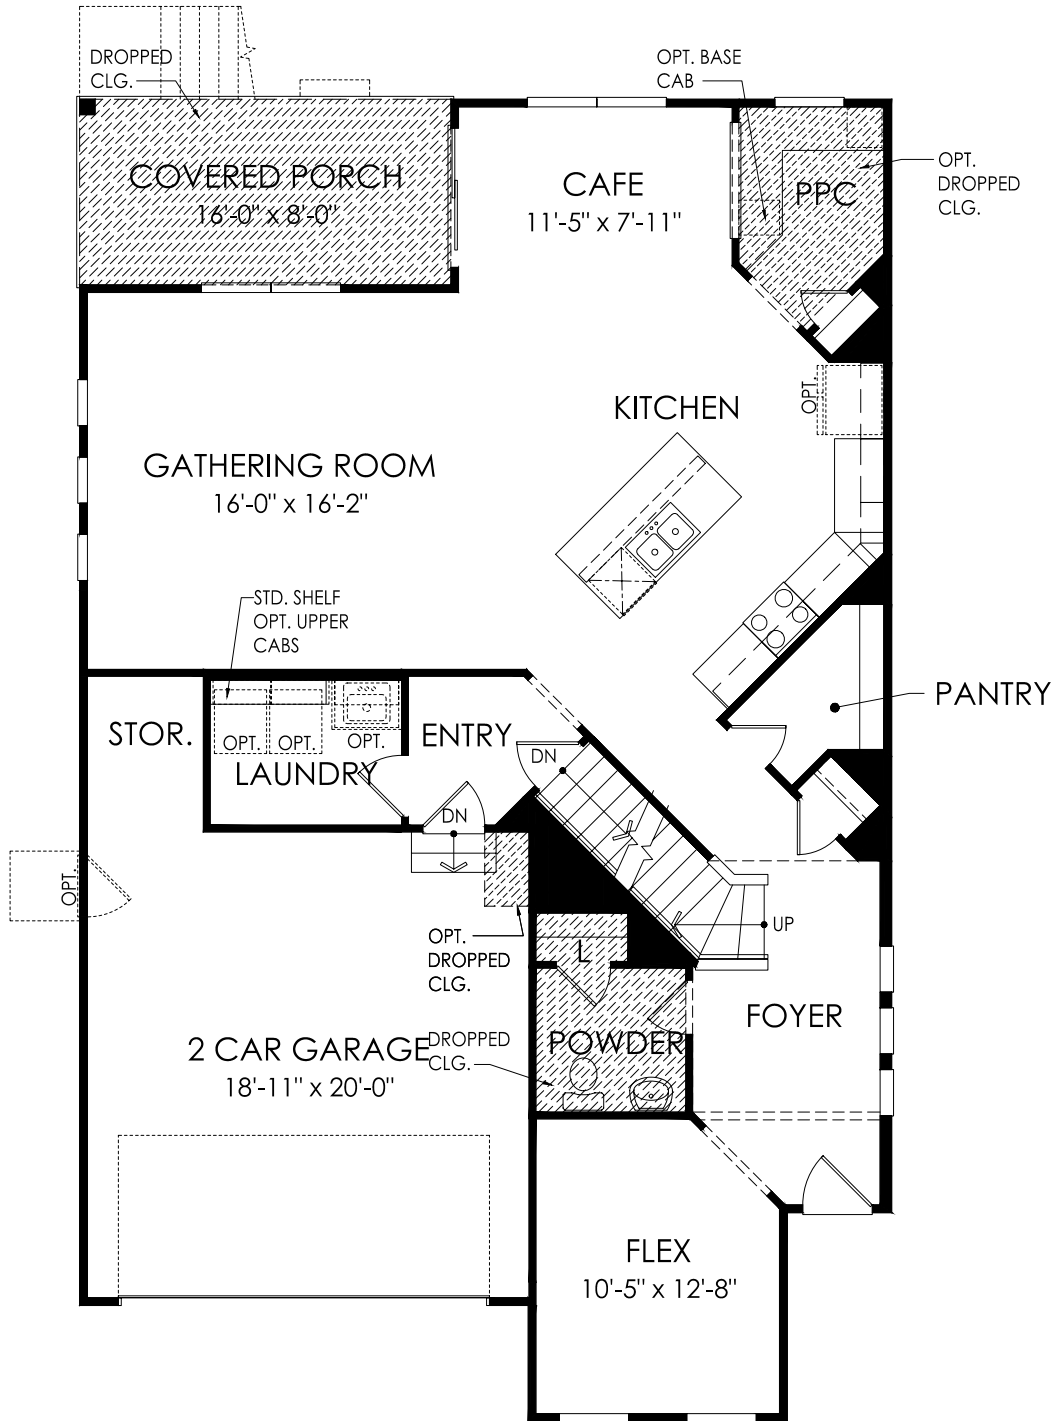 DROPPED
CLG.
OPT. BASE
CAB
COVERED PORCH
16'-0" x 8'-0"
CAFE
11'-5" x 7'-11"
PPC
OPT.
DROPPED
CLG.
OPT.
KITCHEN
GATHERING ROOM
16'-0" x 16'-2"
STD. SHELF
OPT. UPPER
CABS
PANTRY
STOR.
OPT.
OPT.
OPT.
LAUNDRY
ENTRY
DN
DN
OPT.
UP
OPT.
DROPPED
CLG.
L
FOYER
2 CAR GARAGE
18'-11" x 20'-0"
DROPPED
CLG.
POWDER
FLEX
10'-5" x 12'-8"